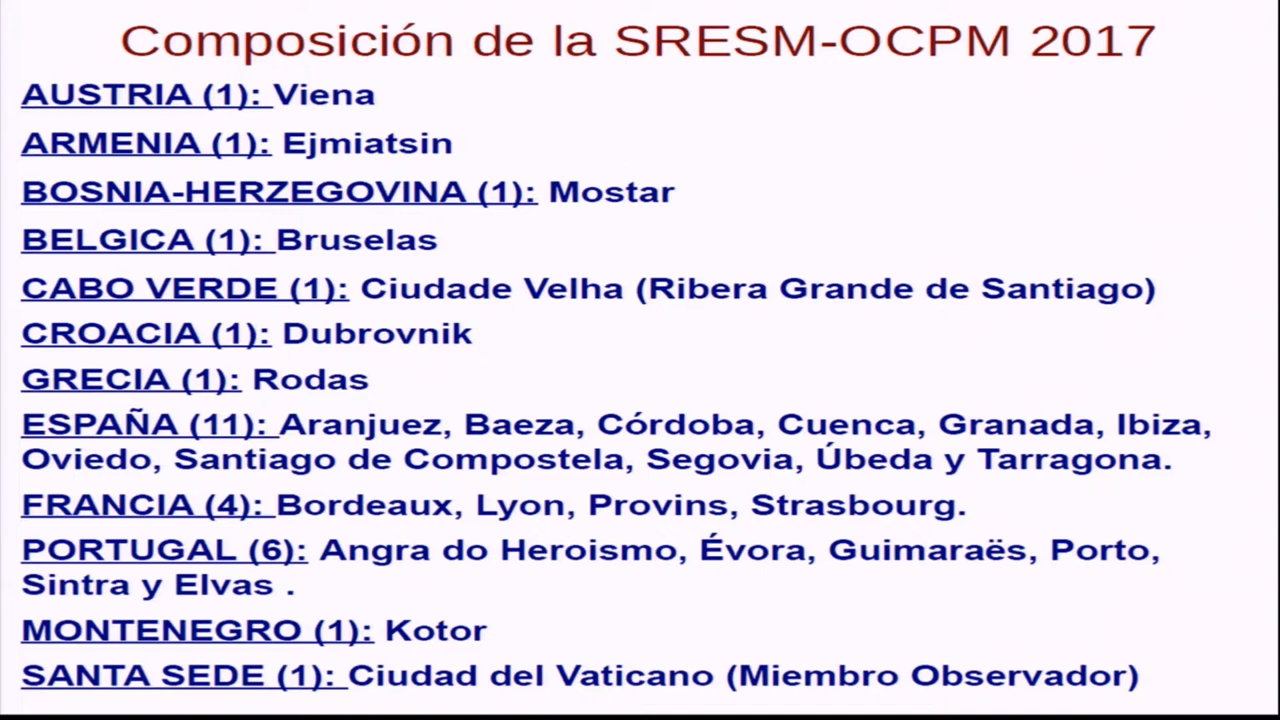 Composición de la SRESM-OCPM 2017
AUSTRIA (1): Viena
ARMENIA (1): Ejmiatsin
BOSNIA-HERZEGOVINA (1): Mostar
BELGICA (1): Bruselas
CABO VERDE (1): Ciudade Velha (Ribera Grande de Santiago)
CROACIA (1): Dubrovnik
GRECIA (1): Rodas
ESPAÑA (11): Aranjuez, Baeza, Córdoba, Cuenca, Granada, Ibiza,
Oviedo, Santiago de Compostela, Segovia, Úbeda y Tarragona.
FRANCIA (4): Bordeaux, Lyon, Provins, Strasbourg.
PORTUGAL (6): Angra do Heroismo, Évora, Guimaraës, Porto,
Sintra y Elvas .
MONTENEGRO (1): Kotor
SANTA SEDE (1): Ciudad del Vaticano (Miembro Observador)